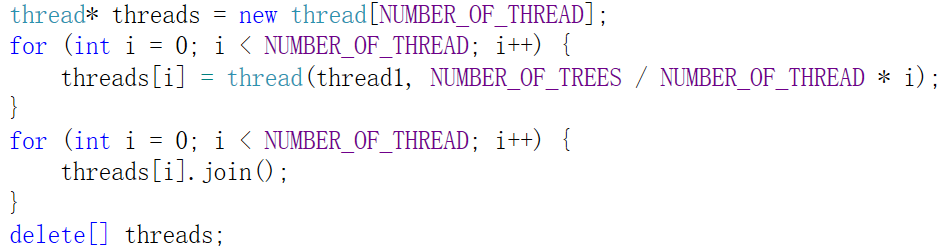 thread* threads = new thread[NUMBER_OF_THREAD];
for (int i = 0; i < NUMBER_OF_THREAD; i++) {
    threads[i] = thread(thread1, NUMBER_OF_TREES / NUMBER_OF_THREAD * i);
}
for (int i = 0; i < NUMBER_OF_THREAD; i++) {
    threads[i].join();
}
delete[] threads;